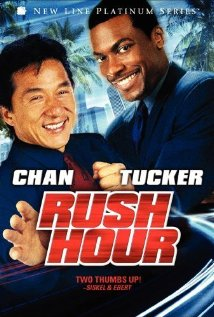 NEW LINE PLATINUM SERIES
CHAN TUCKER
RUSH
HOUR
TWO THUMBS UP!
-SISKEL & EBERT